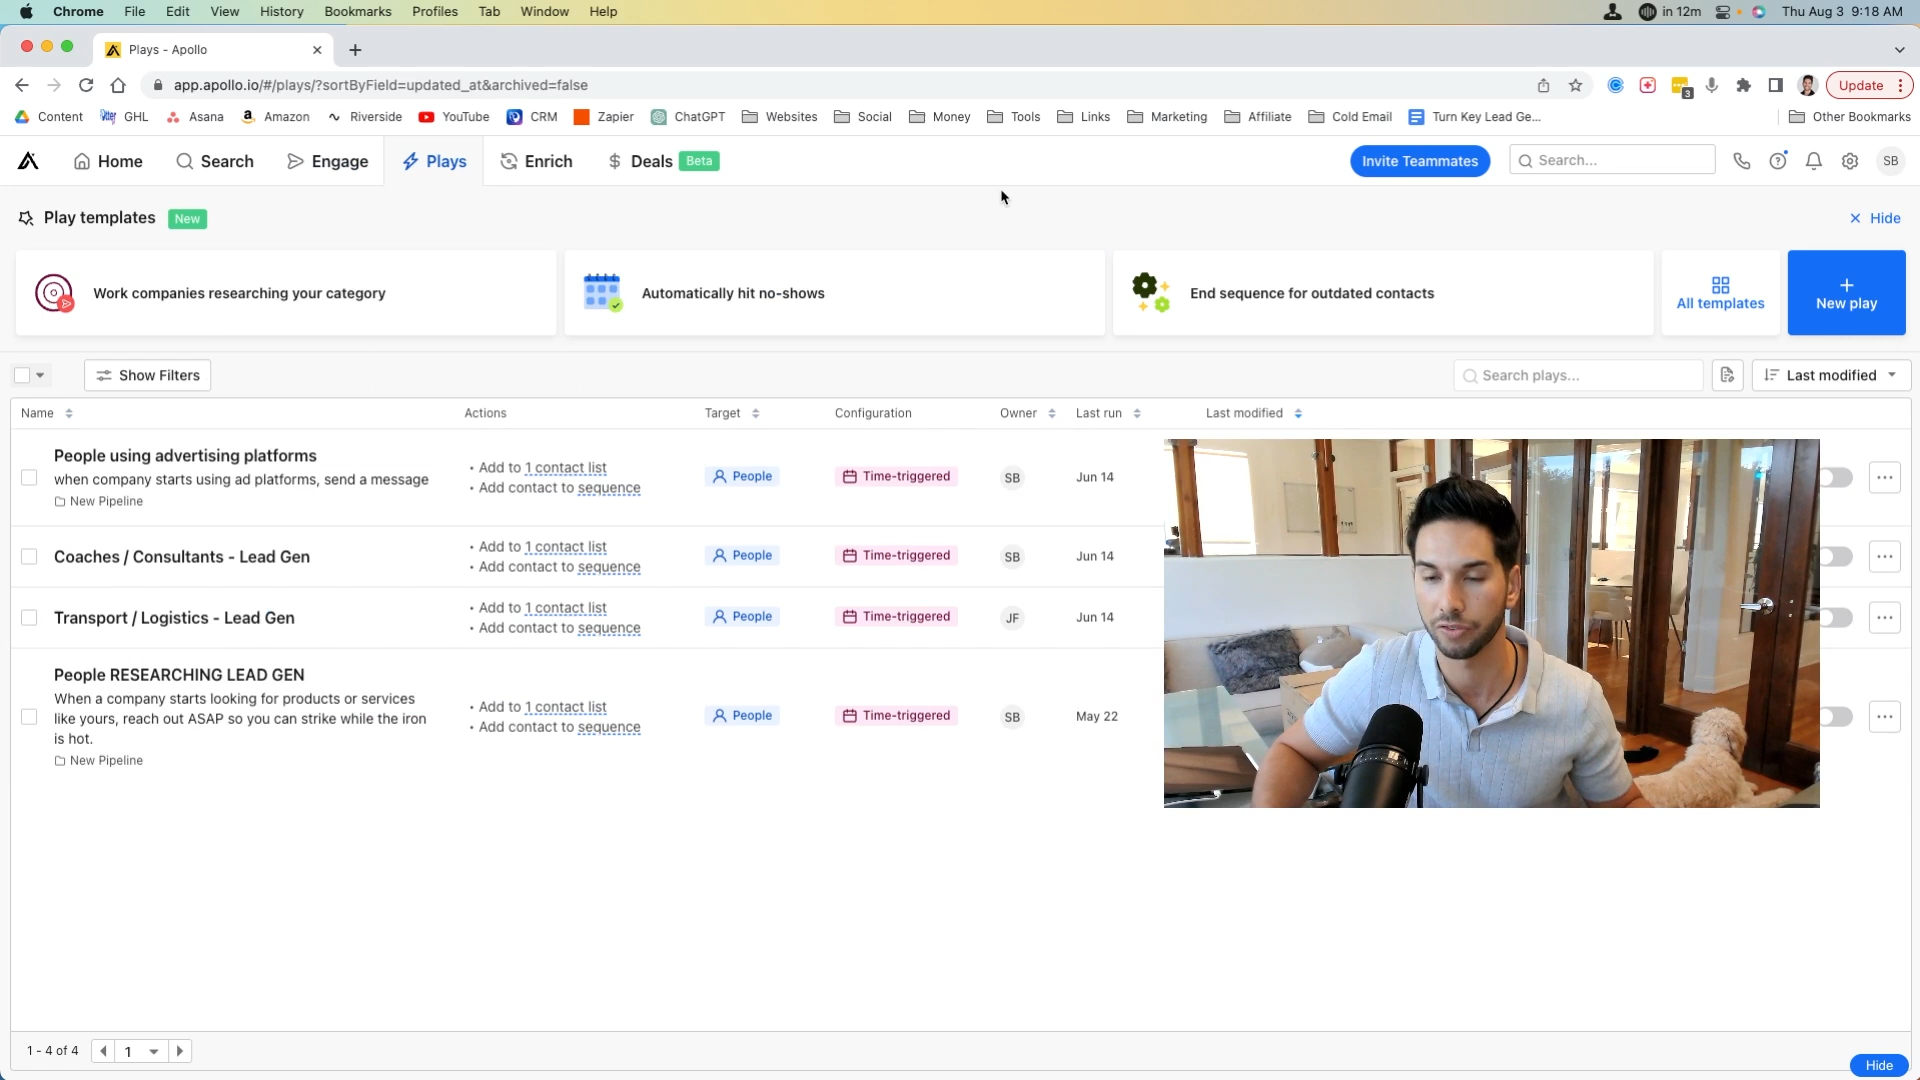 Chrome File Edit View History Bookmarks Profiles Tab Window Help in 12m Thu Aug 3 9:18 AM
Plays - Apollo
app.apollo.io/#/plays/?sortByField=updated_at&archived=false 3 Update
Content GHL Asana Amazon Riverside YouTube CRM Zapier ChatGPT Websites Social Money Tools Links Marketing Affiliate Cold Email Turn Key Lead Ge... Other Bookmarks
Home Search Engage Plays Enrich Deals Beta Invite Teammates Search... SB
Play templates New Hide
Work companies researching your category Automatically hit no-shows End sequence for outdated contacts All templates New play
Show Filters Search plays... Last modified
Name Actions Target Configuration Owner Last run Last modified
People using advertising platforms
when company starts using ad platforms, send a message
New Pipeline
• Add to 1 contact list
• Add contact to sequence
People Time-triggered SB Jun 14
Coaches / Consultants - Lead Gen
• Add to 1 contact list
• Add contact to sequence
People Time-triggered SB Jun 14
Transport / Logistics - Lead Gen
• Add to 1 contact list
• Add contact to sequence
People Time-triggered JF Jun 14
People RESEARCHING LEAD GEN
When a company starts looking for products or services
like yours, reach out ASAP so you can strike while the iron
is hot.
New Pipeline
• Add to 1 contact list
• Add contact to sequence
People Time-triggered SB May 22
1 - 4 of 4 1
Hide